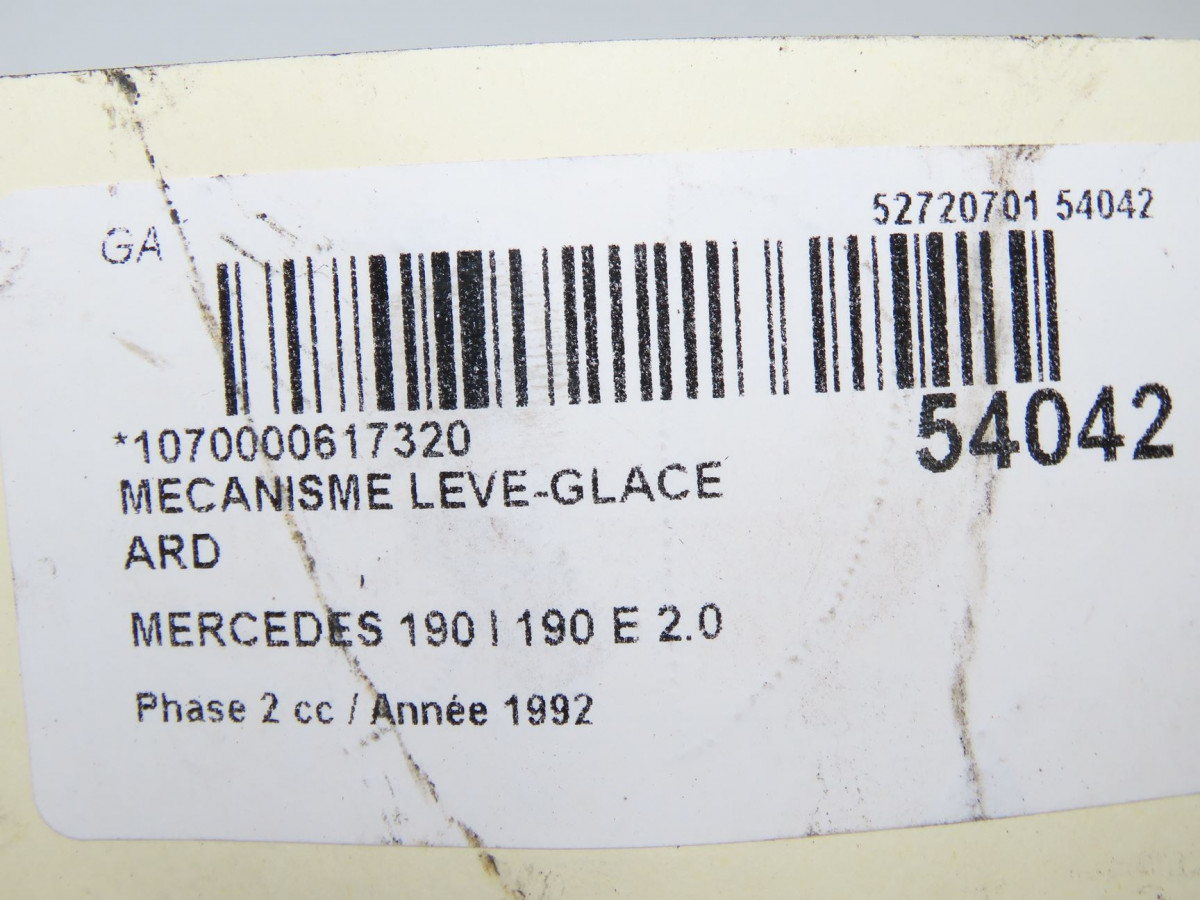 52720701 54042
GA
*1070000617320
54042
MECANISME LEVE-GLACE
ARD
MERCEDES 190 I 190 E 2.0
Phase 2 cc / Année 1992